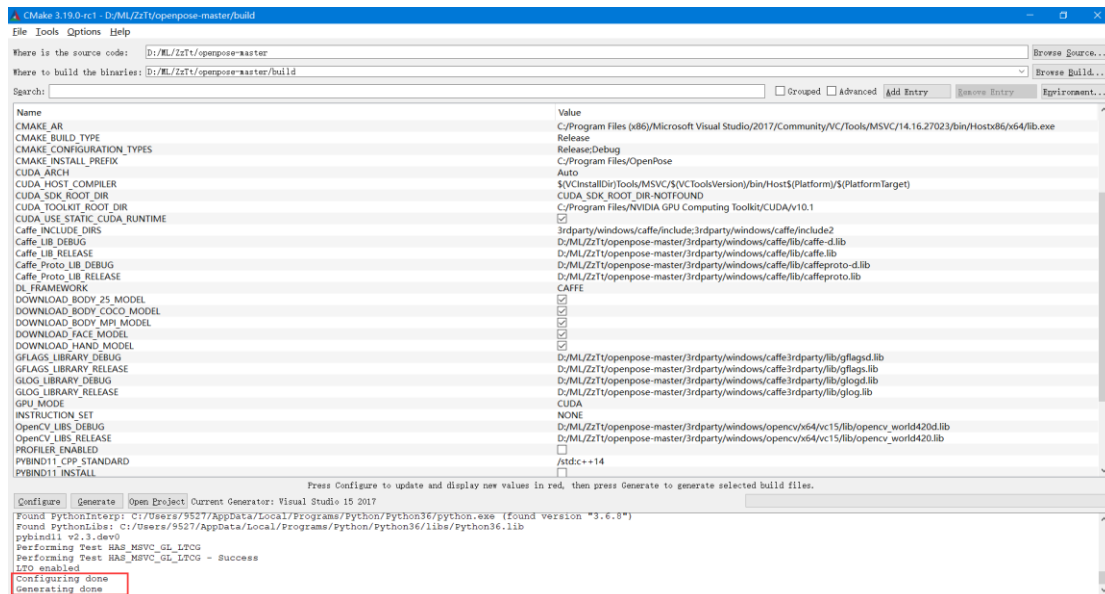 CMake 3.19.0-rc1 - D:/ML/ZzTt/openpose-master/build
File Tools Options Help
Where is the source code: D:/ML/ZzTt/openpose-master Browse Source...
Where to build the binaries: D:/ML/ZzTt/openpose-master/build Browse Build...
Search: Grouped Advanced Add Entry Remove Entry Environment...
Name Value
CMAKE_AR C:/Program Files (x86)/Microsoft Visual Studio/2017/Community/VC/Tools/MSVC/14.16.27023/bin/Hostx86/x64/lib.exe
CMAKE_BUILD_TYPE Release
CMAKE_CONFIGURATION_TYPES Release;Debug
CMAKE_INSTALL_PREFIX C:/Program Files/OpenPose
CUDA_ARCH Auto
CUDA_HOST_COMPILER $(VCInstallDir)Tools/MSVC/$(VCToolsVersion)/bin/Host$(Platform)/$(PlatformTarget)
CUDA_SDK_ROOT_DIR CUDA_SDK_ROOT_DIR-NOTFOUND
CUDA_TOOLKIT_ROOT_DIR C:/Program Files/NVIDIA GPU Computing Toolkit/CUDA/v10.1
CUDA_USE_STATIC_CUDA_RUNTIME
Caffe_INCLUDE_DIRS 3rdparty/windows/caffe/include;3rdparty/windows/caffe/include2
Caffe_LIB_DEBUG D:/ML/ZzTt/openpose-master/3rdparty/windows/caffe/lib/caffe-d.lib
Caffe_LIB_RELEASE D:/ML/ZzTt/openpose-master/3rdparty/windows/caffe/lib/caffe.lib
Caffe_Proto_LIB_DEBUG D:/ML/ZzTt/openpose-master/3rdparty/windows/caffe/lib/caffeproto-d.lib
Caffe_Proto_LIB_RELEASE D:/ML/ZzTt/openpose-master/3rdparty/windows/caffe/lib/caffeproto.lib
DL_FRAMEWORK CAFFE
DOWNLOAD_BODY_25_MODEL
DOWNLOAD_BODY_COCO_MODEL
DOWNLOAD_BODY_MPI_MODEL
DOWNLOAD_FACE_MODEL
DOWNLOAD_HAND_MODEL
GFLAGS_LIBRARY_DEBUG D:/ML/ZzTt/openpose-master/3rdparty/windows/caffe3rdparty/lib/gflagsd.lib
GFLAGS_LIBRARY_RELEASE D:/ML/ZzTt/openpose-master/3rdparty/windows/caffe3rdparty/lib/gflags.lib
GLOG_LIBRARY_DEBUG D:/ML/ZzTt/openpose-master/3rdparty/windows/caffe3rdparty/lib/glogd.lib
GLOG_LIBRARY_RELEASE D:/ML/ZzTt/openpose-master/3rdparty/windows/caffe3rdparty/lib/glog.lib
GPU_MODE CUDA
INSTRUCTION_SET NONE
OpenCV_LIBS_DEBUG D:/ML/ZzTt/openpose-master/3rdparty/windows/opencv/x64/vc15/lib/opencv_world420d.lib
OpenCV_LIBS_RELEASE D:/ML/ZzTt/openpose-master/3rdparty/windows/opencv/x64/vc15/lib/opencv_world420.lib
PROFILER_ENABLED
PYBIND11_CPP_STANDARD /std:c++14
PYBIND11_INSTALL
Press Configure to update and display new values in red, then press Generate to generate selected build files.
Configure Generate Open Project Current Generator: Visual Studio 15 2017
Found PythonInterp: C:/Users/9527/AppData/Local/Programs/Python/Python36/python.exe (found version "3.6.8")
Found PythonLibs: C:/Users/9527/AppData/Local/Programs/Python/Python36/libs/Python36.lib
pybind11 v2.3.dev0
Performing Test HAS_MSVC_GL_LTCG
Performing Test HAS_MSVC_GL_LTCG - Success
LTO enabled
Configuring done
Generating done